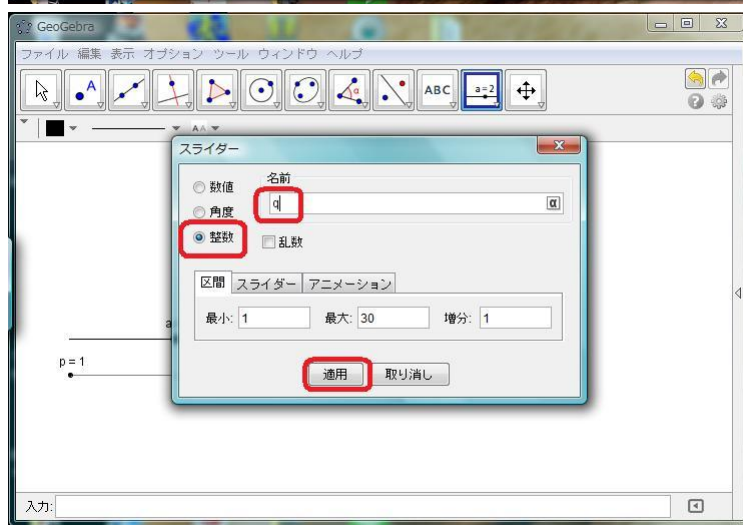 GeoGebra
ファイル 編集 表示 オプション ツール ウィンドウ ヘルプ
A
α
ABC
a=2
AA
スライダー
数値
角度
整数
名前
q
α
乱数
区間 スライダー アニメーション
最小: 1 最大: 30 増分: 1
適用 取り消し
a
p = 1
入力: